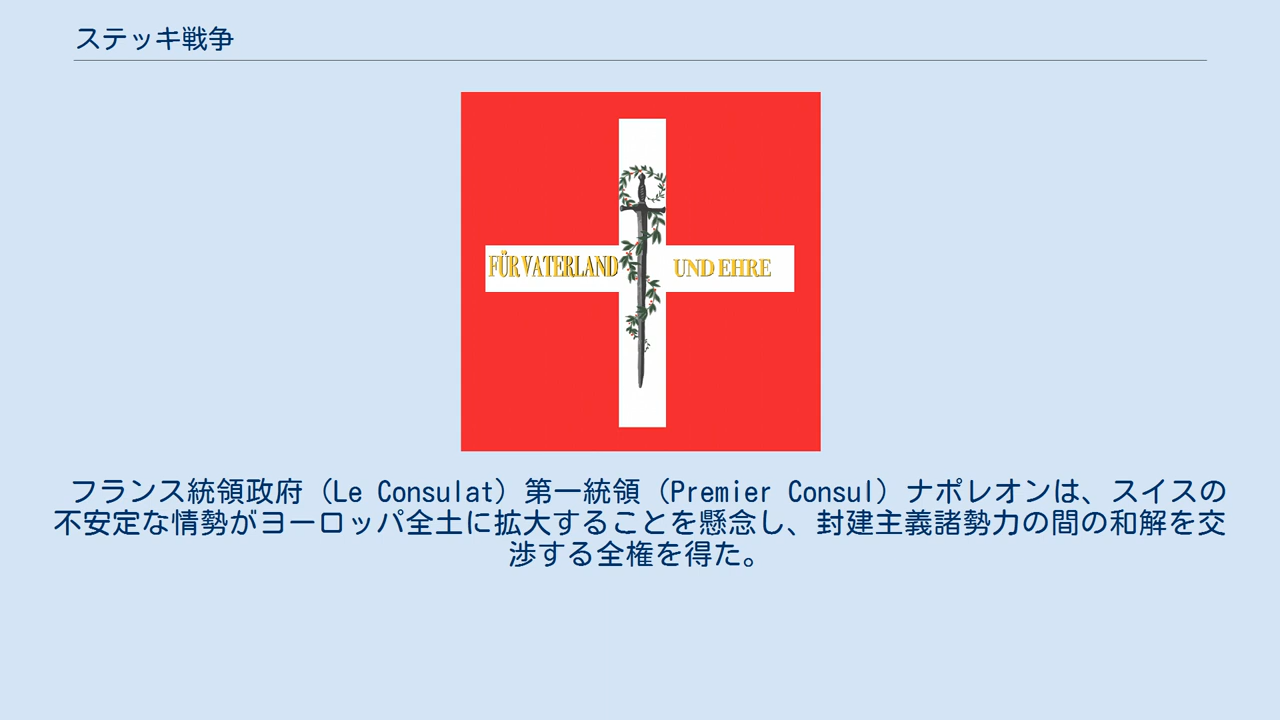 ステッキ戦争
FÜR VATERLAND UND EHRE
フランス統領政府（Le Consulat）第一統領（Premier Consul）ナポレオンは、スイスの
不安定な情勢がヨーロッパ全土に拡大することを懸念し、封建主義諸勢力の間の和解を交
渉する全権を得た。